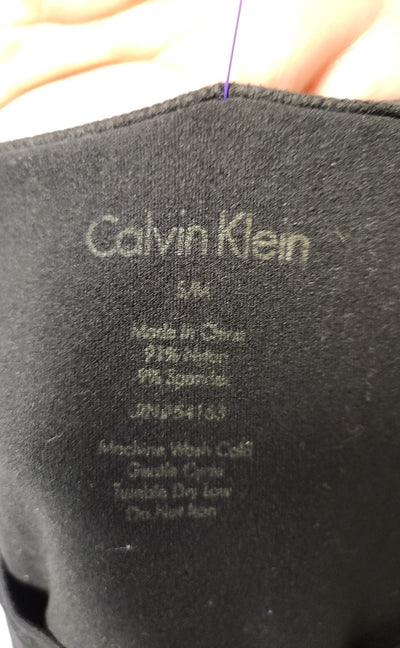 Calvin Klein
S/M
Made in China
91% Nylon
9% Spandex
Machine Wash Cold
Gentle Cycle
Tumble Dry Low
Do Not Iron